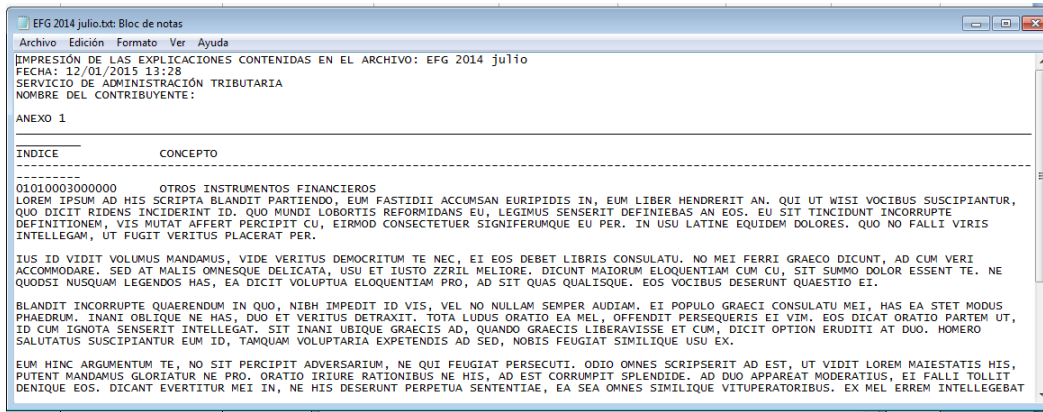 EFG 2014 julio.txt: Bloc de notas
Archivo Edición Formato Ver Ayuda
IMPRESIÓN DE LAS EXPLICACIONES CONTENIDAS EN EL ARCHIVO: EFG 2014 julio
FECHA: 12/01/2015 13:28
SERVICIO DE ADMINISTRACIÓN TRIBUTARIA
NOMBRE DEL CONTRIBUYENTE:
ANEXO 1
INDICE CONCEPTO
01010003000000 OTROS INSTRUMENTOS FINANCIEROS
LOREM IPSUM AD HIS SCRIPTA BLANDIT PARTIENDO, EUM FASTIDII ACCUMSAN EURIPIDIS IN, EUM LIBER HENDRERIT AN. QUI UT WISI VOCIBUS SUSCIPIANTUR,
QUO DICIT RIDENS INCIDERINT ID. QUO MUNDI LOBORTIS REFORMIDANS EU, LEGIMUS SENSERIT DEFINIEBAS AN EOS. EU SIT TINCIDUNT INCORRUPTE
DEFINITIONEM, VIS MUTAT AFFERT PERCIPIT CU, EIRMOD CONSECTETUER SIGNIFERUMQUE EU PER. IN USU LATINE EQUIDEM DOLORES. QUO NO FALLI VIRIS
INTELLEGAM, UT FUGIT VERITUS PLACERAT PER.
IUS ID VIDIT VOLUMUS MANDAMUS, VIDE VERITUS DEMOCRITUM TE NEC, EI EOS DEBET LIBRIS CONSULATU. NO MEI FERRI GRAECO DICUNT, AD CUM VERI
ACCOMMODARE. SED AT MALIS OMNESQUE DELICATA, USU ET IUSTO ZZRIL MELIORE. DICUNT MAIORUM ELOQUENTIAM CUM CU, SIT SUMMO DOLOR ESSENT TE. NE
QUODSI NUSQUAM LEGENDOS HAS, EA DICIT VOLUPTUA ELOQUENTIAM PRO, AD SIT QUAS QUALISQUE. EOS VOCIBUS DESERUNT QUAESTIO EI.
BLANDIT INCORRUPTE QUAERENDUM IN QUO, NIBH IMPEDIT ID VIS, VEL NO NULLAM SEMPER AUDIAM. EI POPULO GRAECI CONSULATU MEI, HAS EA STET MODUS
PHAEDRUM. INANI OBLIQUE NE HAS, DUO ET VERITUS DETRAXIT. TOTA LUDUS ORATIO EA MEL, OFFENDIT PERSEQUERIS EI VIM. EOS DICAT ORATIO PARTEM UT,
ID CUM IGNOTA SENSERIT INTELLEGAT. SIT INANI UBIQUE GRAECIS AD, QUANDO GRAECIS LIBERAVISSE ET CUM, DICIT OPTION ERUDITI AT DUO. HOMERO
SALUTATUS SUSCIPIANTUR EUM ID, TAMQUAM VOLUPTARIA EXPETENDIS AD SED, NOBIS FEUGIAT SIMILIQUE USU EX.
EUM HINC ARGUMENTUM TE, NO SIT PERCIPIT ADVERSARIUM, NE QUI FEUGIAT PERSECUTI. ODIO OMNES SCRIPSERIT AD EST, UT VIDIT LOREM MAIESTATIS HIS,
PUTENT MANDAMUS GLORIATUR NE PRO. ORATIO IRIURE RATIONIBUS NE HIS, AD EST CORRUMPIT SPLENDIDE. AD DUO APPAREAT MODERATIUS, EI FALLI TOLLIT
DENIQUE EOS. DICANT EVERTITUR MEI IN, NE HIS DESERUNT PERPETUA SENTENTIAE, EA SEA OMNES SIMILIQUE VITUPERATORIBUS. EX MEL ERREM INTELLEGEBAT